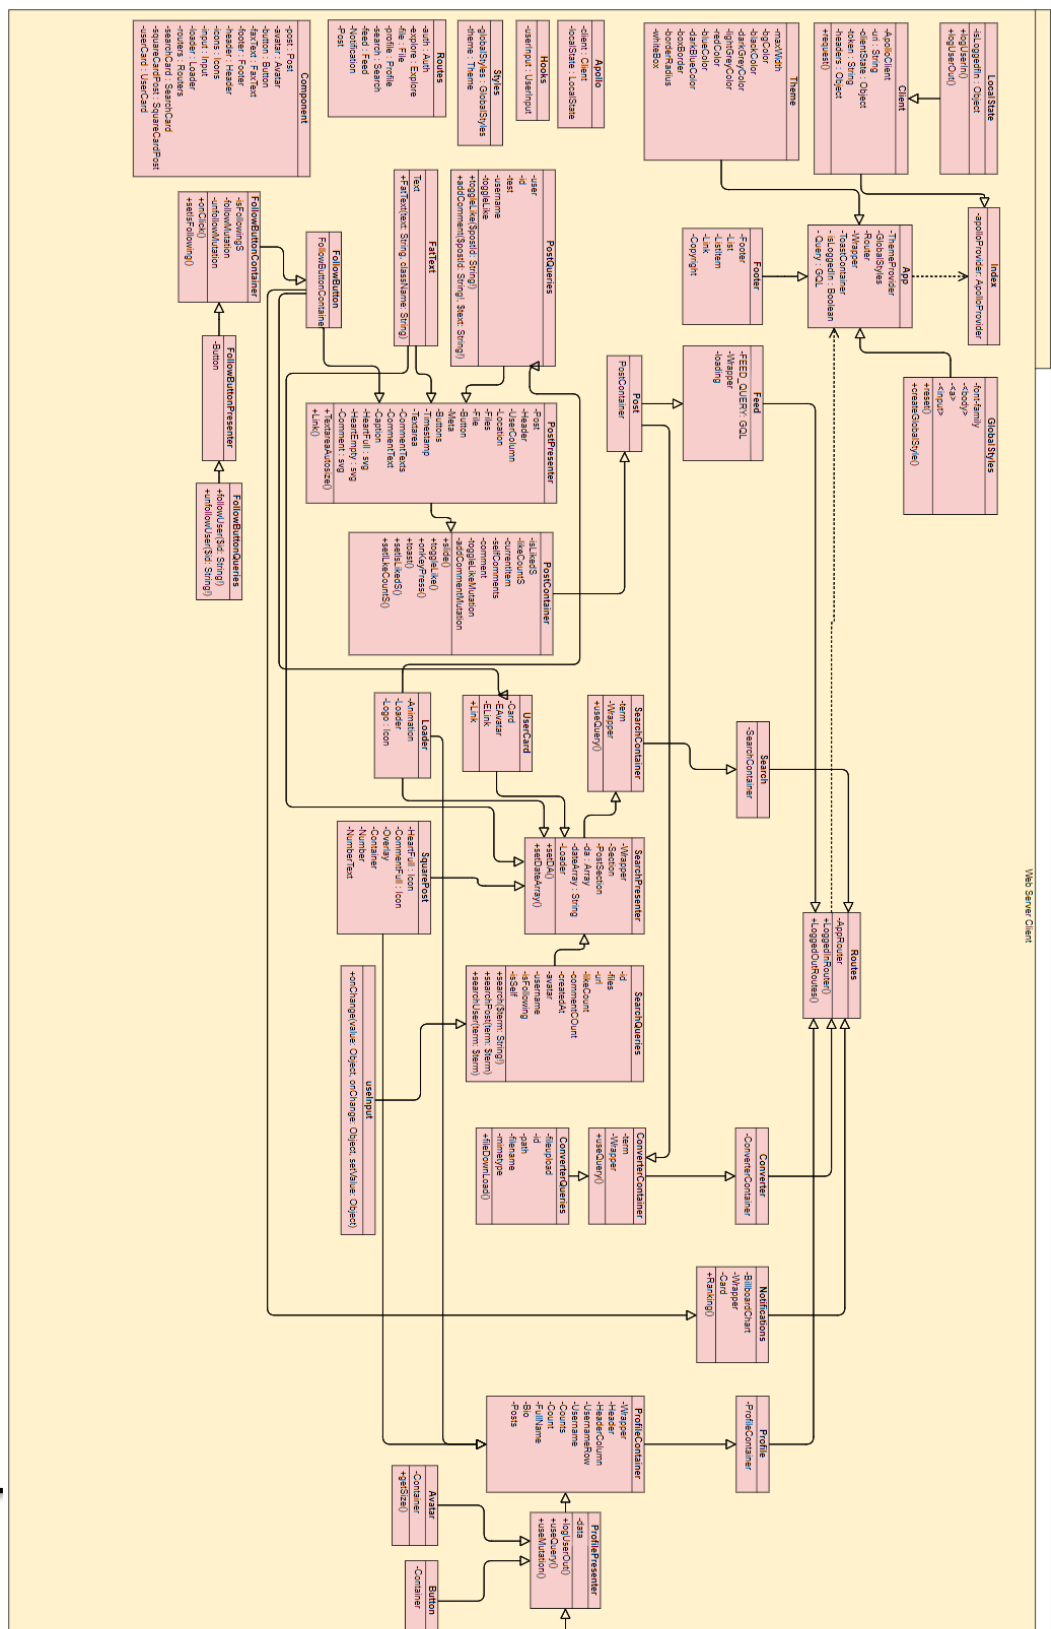 Web Server Client
LocalState
-isLoggedIn : Object
+logUserIn()
+logUserOut()
Client
-ApolloClient
-uri : String
-clientState : Object
-token : String
-headers : Object
+request()
Theme
-maxWidth
-bgColor
-blackColor
-darkGreyColor
-lightGreyColor
-redColor
-blueColor
-darkBlueColor
-boxBorder
-borderRadius
-whiteBox
Apollo
-client : Client
-localState : LocalState
Hooks
-userInput : UserInput
Styles
-globalStyles : GlobalStyles
-theme : Theme
Routes
-auth : Auth
-explore : Explore
-file : File
-profile : Profile
-search : Search
-feed : Feed
-Notification
-Post
Component
-post : Post
-avatar : Avatar
-button : Button
-faxText : FaxText
-footer : Footer
-header : Header
-icons : Icons
-input : Input
-loader : Loader
-routers : Routers
-searchCard : SearchCard
-squareCardPost : SquareCardPost
-userCard : UserCard
Index
-apolloProvider: ApolloProvider
App
-ThemeProvider
-GlobalStyles
-Router
-Wrapper
-ToastContainer
-isLoggedIn : Boolean
-Query : GQL
Footer
-Footer
-List
-ListItem
-Link
-Copyright
PostQueries
-user
-id
-test
-username
-toggleLike
+toggleLike($postId: String!)
+addComment($postId: String!, $text: String!)
FatText
Text
+FatText(text: String, className: String)
FollowButton
-FollowButtonContainer
FollowButtonContainer
-isFollowingS
-followMutation
-unfollowMutation
+onClick()
+setIsFollowing()
GlobalStyles
-font-family
-<body>
-<a>
-<input>
+reset()
+createGlobalStyle()
Feed
-FEED_QUERY: GQL
-Wrapper
-loading
Post
PostContainer
PostPresenter
-Post
-Header
-UserColumn
-Location
-Files
-File
-Button
-Meta
-Buttons
-Timestamp
-Textarea
-CommentTexts
-CommentText
-Caption
-HeartFull : svg
-HeartEmpty : svg
-Comment : svg
+TextareaAutosize()
+Link()
FollowButtonPresenter
-Button
FollowButtonQueries
+followUser($id: String!)
+unfollowUser($id: String!)
PostContainer
-isLikedS
-likeCountS
-currentItem
-selfComments
-comment
-toggleLikeMutation
-addCommentMutation
+slide()
+toggleLike()
+onKeyPress()
+toast()
+setIsLikedS()
+setLikeCountS()
Search
-SearchContainer
SearchContainer
-term
-Wrapper
+useQuery()
UserCard
-Card
-EAvatar
-ELink
+Link
Loader
-Animation
-Loader
-Logo : Icon
SearchPresenter
-Wrapper
-Section
-PostSection
-da : Array
-dateArray : String
-Loader
+setDA()
+setDateArray()
SquarePost
-HeartFull : Icon
-CommentFull : Icon
-Overlay
-Container
-Number
-NumberText
Routes
-AppRouter
+LoggedInRouter()
+LoggedOutRoutes()
SearchQueries
-id
-files
-url
-likeCount
-commentCOunt
-createdAt
-avatar
-username
-isFollowing
-isSelf
+search($term: String!)
+searchPost(term: $term)
+searchUser(term: $term)
useInput
+onChange(value: Object, onChange: Object, setValue: Object)
Converter
-ConverterContainer
ConverterContainer
-term
-Wrapper
+useQuery()
ConverterQueries
-fileupload
-id
-path
-filename
-mimetype
+fileDownLoad()
Notifications
-BillboardChart
-Wrapper
-Card
+Ranking()
Profile
-ProfileContainer
ProfileContainer
-Wrapper
-Header
-HeaderColumn
-UsernameRow
-Username
-Counts
-Count
-FullName
-Bio
-Posts
Avatar
-Container
+getSize()
ProfilePresenter
-data
+logUserOut()
+useQuery()
+useMutation()
Button
-Container